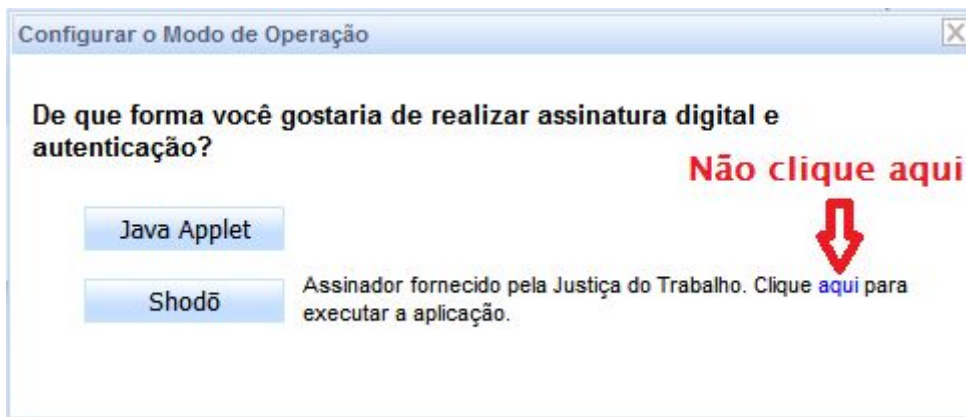 Configurar o Modo de Operação
De que forma você gostaria de realizar assinatura digital e
autenticação?
Não clique aqui
Java Applet
Shodō
Assinador fornecido pela Justiça do Trabalho. Clique aqui para
executar a aplicação.